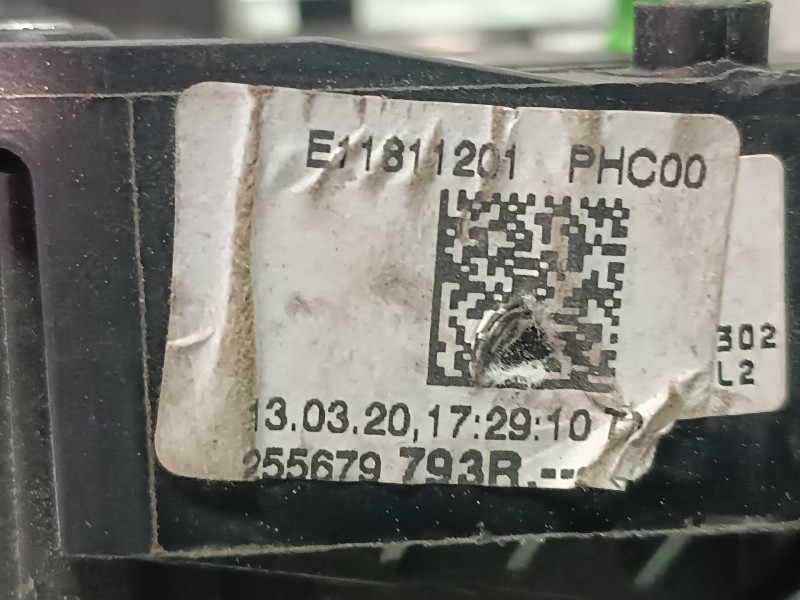 E11811201 PHC00
302
L2
13.03.20,17:29:10
255679 793R.--